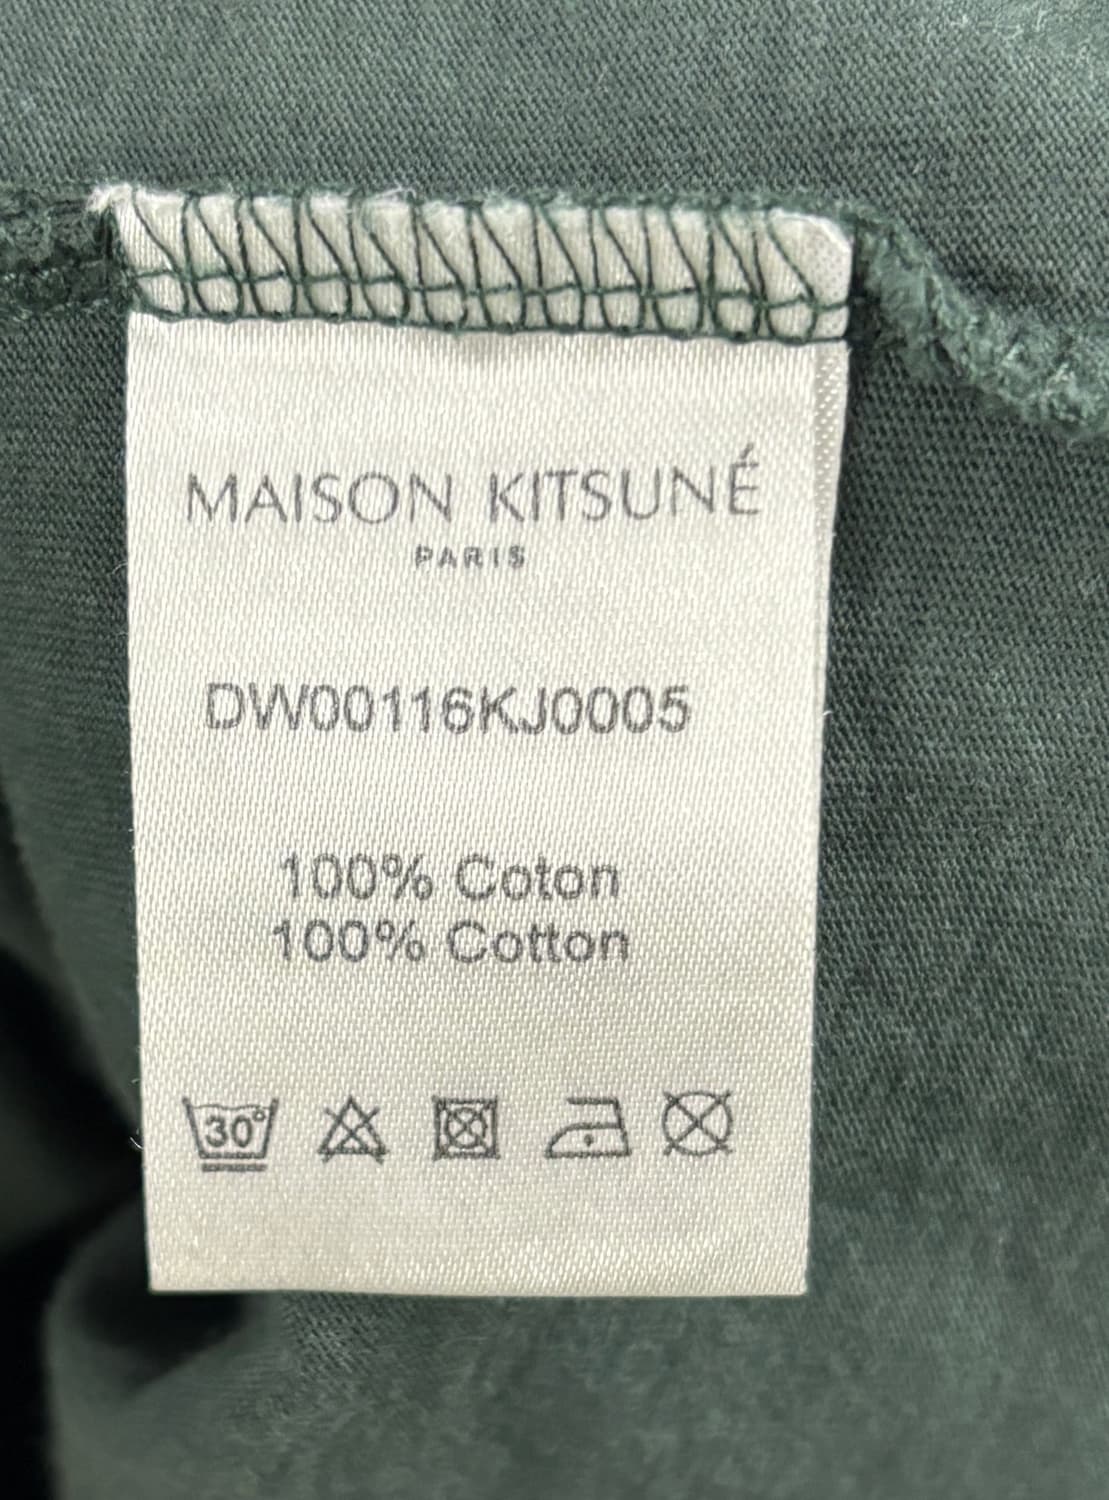 MAISON KITSUNÉ
PARIS
DW00116KJ0005
100% Coton
100% Cotton
30°